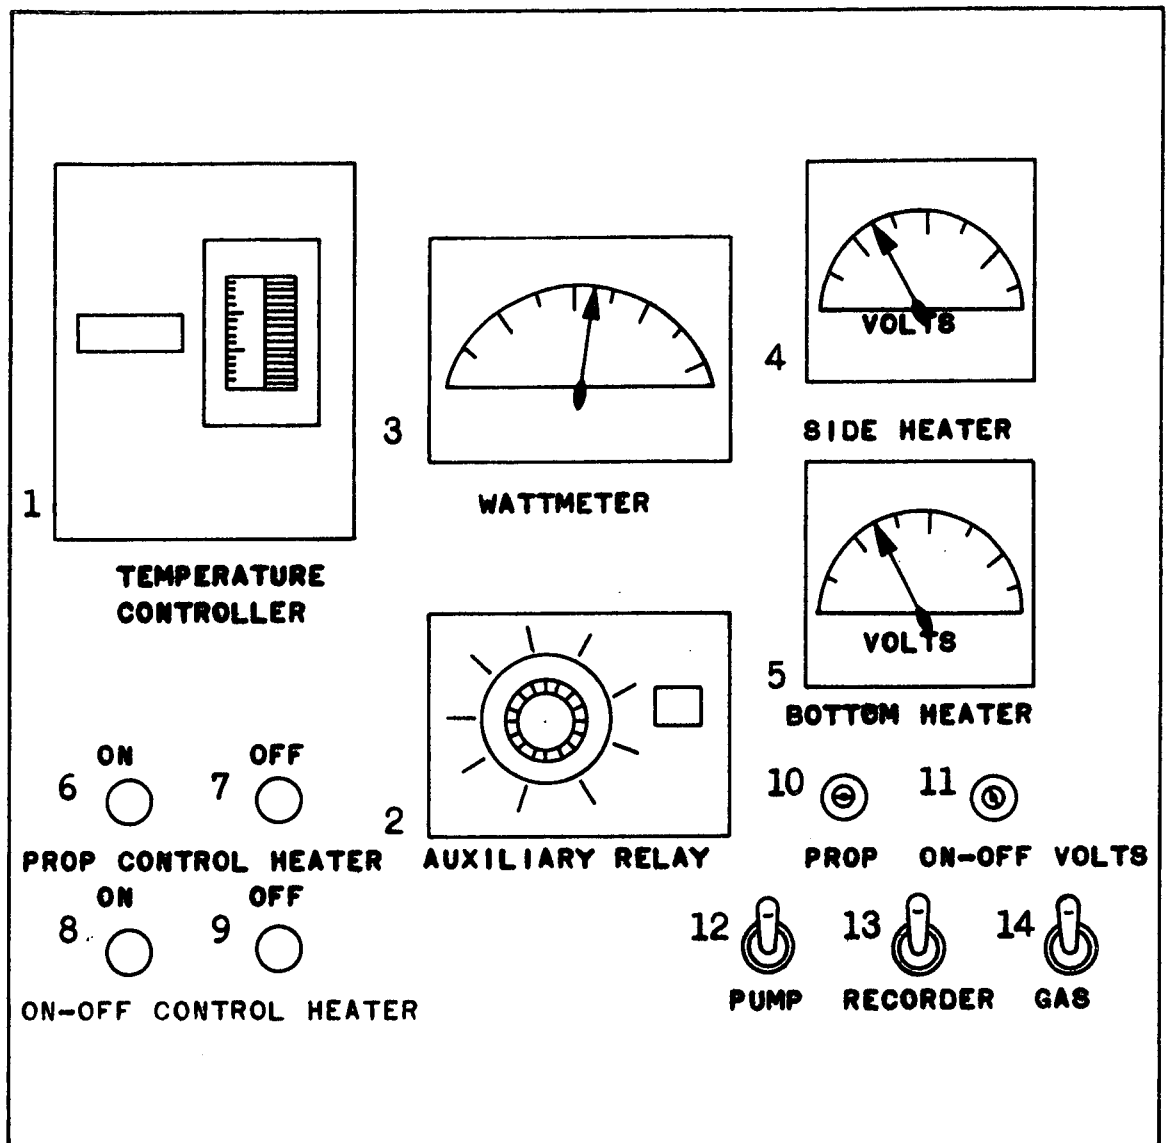 4
VOLTS
SIDE HEATER
3
WATTMETER
1
TEMPERATURE
CONTROLLER
5
VOLTS
BOTTOM HEATER
2
AUXILIARY RELAY
6 ON 7 OFF
PROP CONTROL HEATER
8 ON 9 OFF
ON-OFF CONTROL HEATER
10 11
PROP ON-OFF VOLTS
12 13 14
PUMP RECORDER GAS